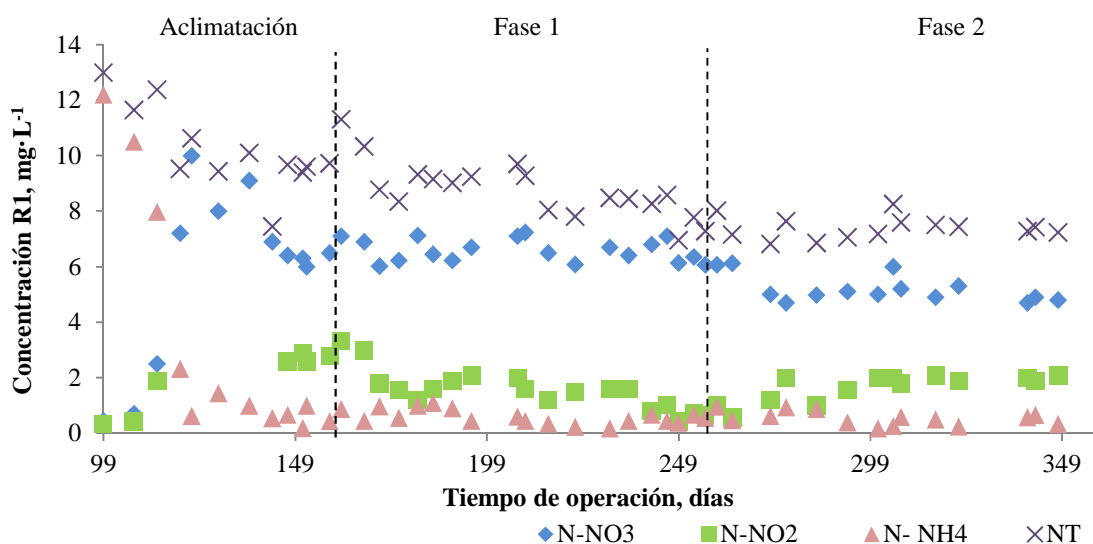 Aclimatación Fase 1 Fase 2
14
12
10
8
6
4
2
0
Concentración R1, mg·L-1
99 149 199 249 299 349
Tiempo de operación, días
N-NO3 N-NO2 N- NH4 NT